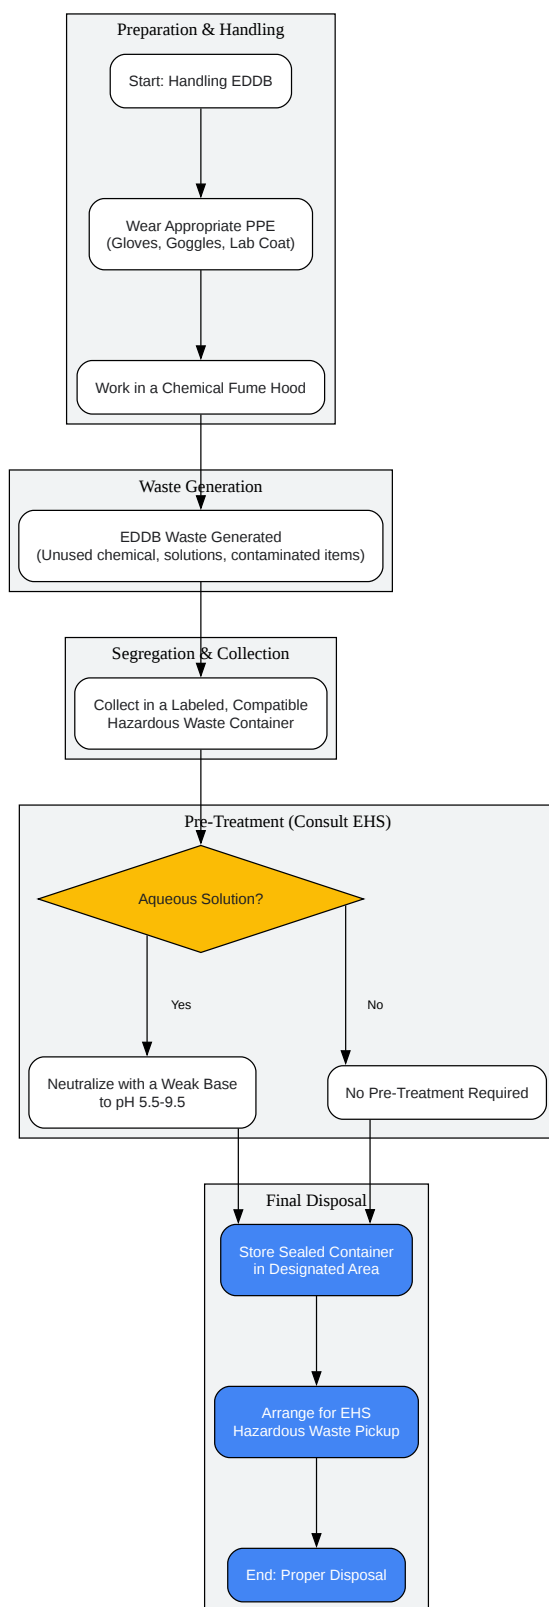 Preparation & Handling
Start: Handling EDDB
Wear Appropriate PPE
(Gloves, Goggles, Lab Coat)
Work in a Chemical Fume Hood
Waste Generation
EDDB Waste Generated
(Unused chemical, solutions, contaminated items)
Segregation & Collection
Collect in a Labeled, Compatible
Hazardous Waste Container
Pre-Treatment (Consult EHS)
Aqueous Solution?
Yes
No
Neutralize with a Weak Base
to pH 5.5-9.5
No Pre-Treatment Required
Final Disposal
Store Sealed Container
in Designated Area
Arrange for EHS
Hazardous Waste Pickup
End: Proper Disposal